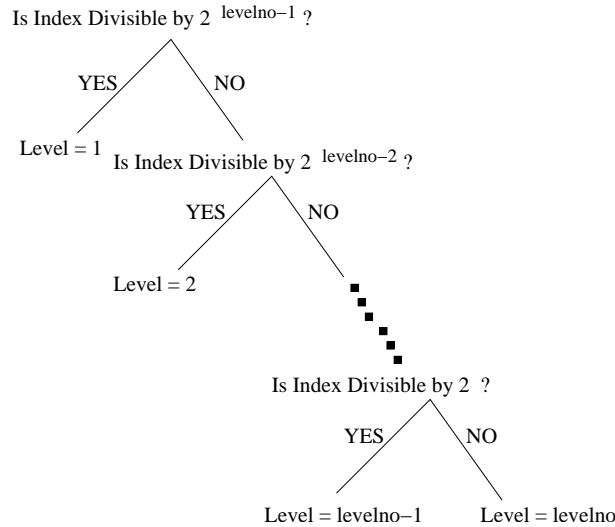 Is Index Divisible by 2 levelno−1 ?
YES NO
Level = 1
Is Index Divisible by 2 levelno−2 ?
YES NO
Level = 2
Is Index Divisible by 2 ?
YES NO
Level = levelno−1 Level = levelno